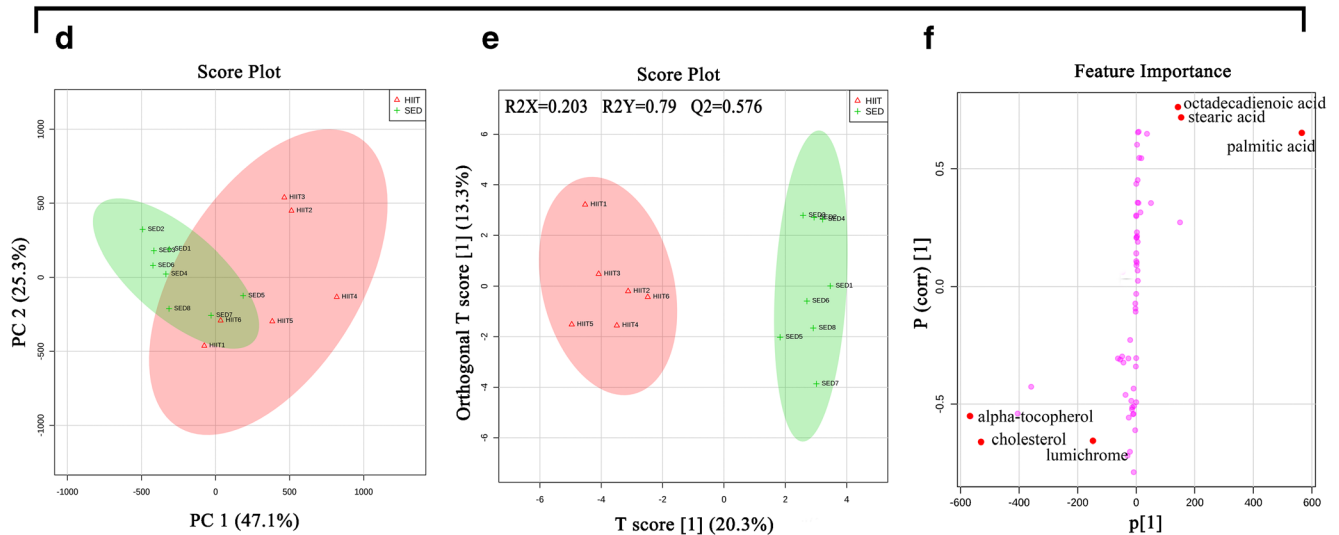 d
Score Plot
HIIT
SED
1000
500
0
-500
-1000
HIIT3
HIIT2
SED2
SED3
SED1
SED6
SED4
SED5
HIIT4
SED8
SED7
HIIT6
HIIT5
HIIT1
-1000
-500
0
500
1000
PC 2 (25.3%)
PC 1 (47.1%)
e
Score Plot
R2X=0.203 R2Y=0.79 Q2=0.576
HIIT
SED
6
4
2
0
-2
-4
-6
HIIT1
SED4
HIIT3
HIIT2
HIIT6
SED1
SED6
HIIT5
HIIT4
SED8
SED5
SED7
-6
-4
-2
0
2
4
Orthogonal T score [1] (13.3%)
T score [1] (20.3%)
f
Feature Importance
octadecadienoic acid
stearic acid
palmitic acid
0.5
0
-0.5
alpha-tocopherol
cholesterol
lumichrome
-600
-400
-200
0
200
400
600
P (corr) [1]
p[1]